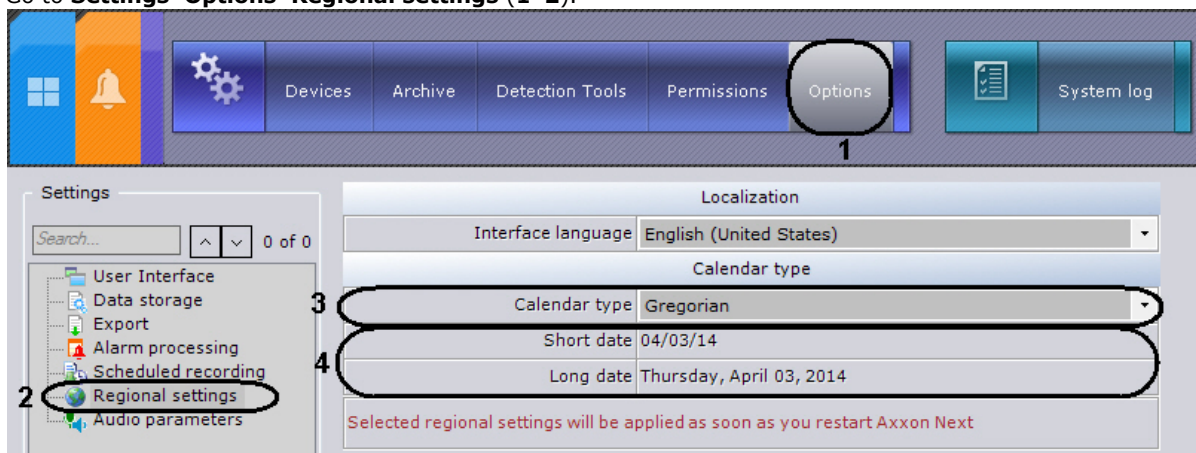 Go to Settings Options Regional settings (1 2).
Devices Archive Detection Tools Permissions Options System log
1
Settings
Search... 0 of 0
User Interface
Data storage
Export
Alarm processing
Scheduled recording
2 Regional settings
Audio parameters
Localization
Interface language English (United States)
Calendar type
3 Calendar type Gregorian
4 Short date 04/03/14
Long date Thursday, April 03, 2014
Selected regional settings will be applied as soon as you restart Axxon Next